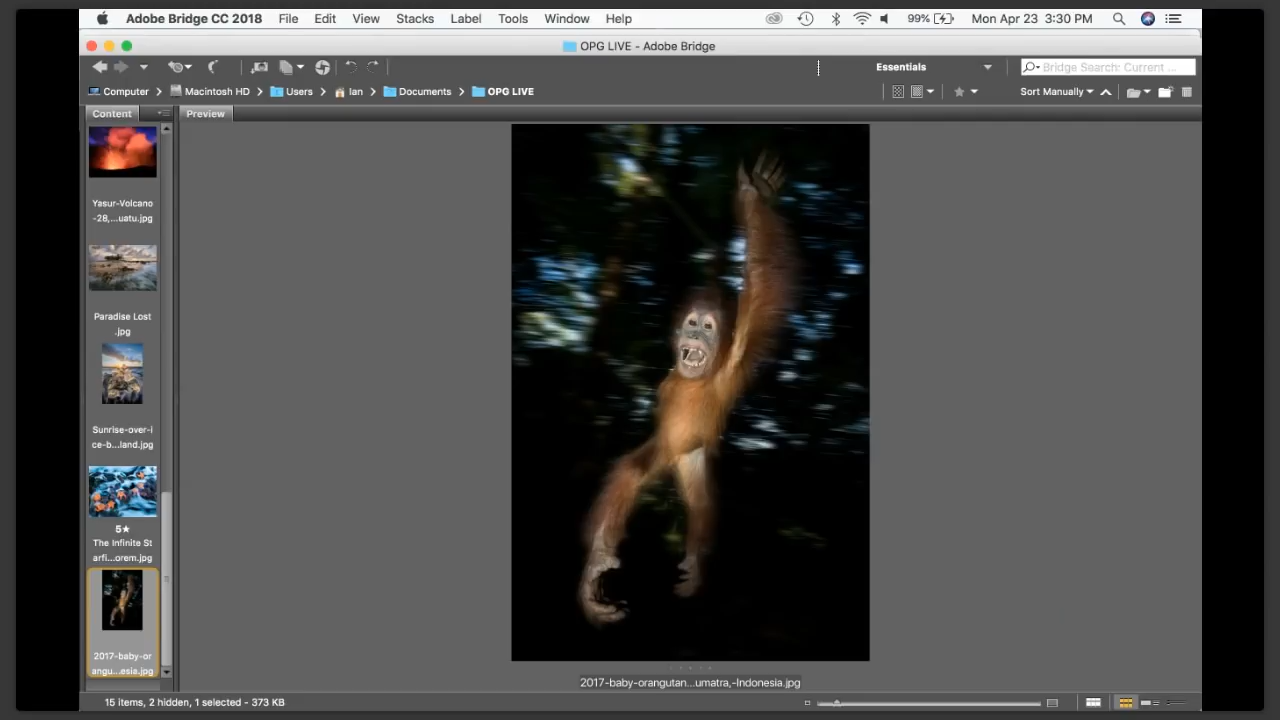 Adobe Bridge CC 2018 File Edit View Stacks Label Tools Window Help 99% Mon Apr 23 3:30 PM
OPG LIVE - Adobe Bridge
Essentials Bridge Search: Current ...
Computer Macintosh HD Users Ian Documents OPG LIVE Sort Manually
Content Preview
Yasur-Volcano
-28,...uatu.jpg
Paradise Lost
.jpg
Sunrise-over-i
ce-b...land.jpg
5★
The Infinite St
arfi...orem.jpg
2017-baby-or
angu...esia.jpg
2017-baby-orangutan...umatra,-Indonesia.jpg
15 items, 2 hidden, 1 selected - 373 KB